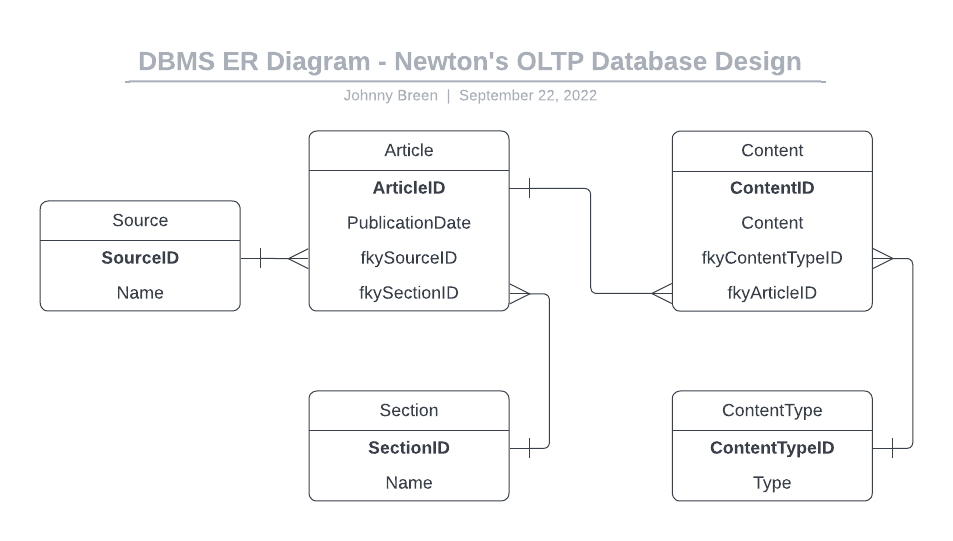 DBMS ER Diagram - Newton's OLTP Database Design
Johnny Breen | September 22, 2022
Source
SourceID
Name
Article
ArticleID
PublicationDate
fkySourceID
fkySectionID
Content
ContentID
Content
fkyContentTypeID
fkyArticleID
Section
SectionID
Name
ContentType
ContentTypeID
Type